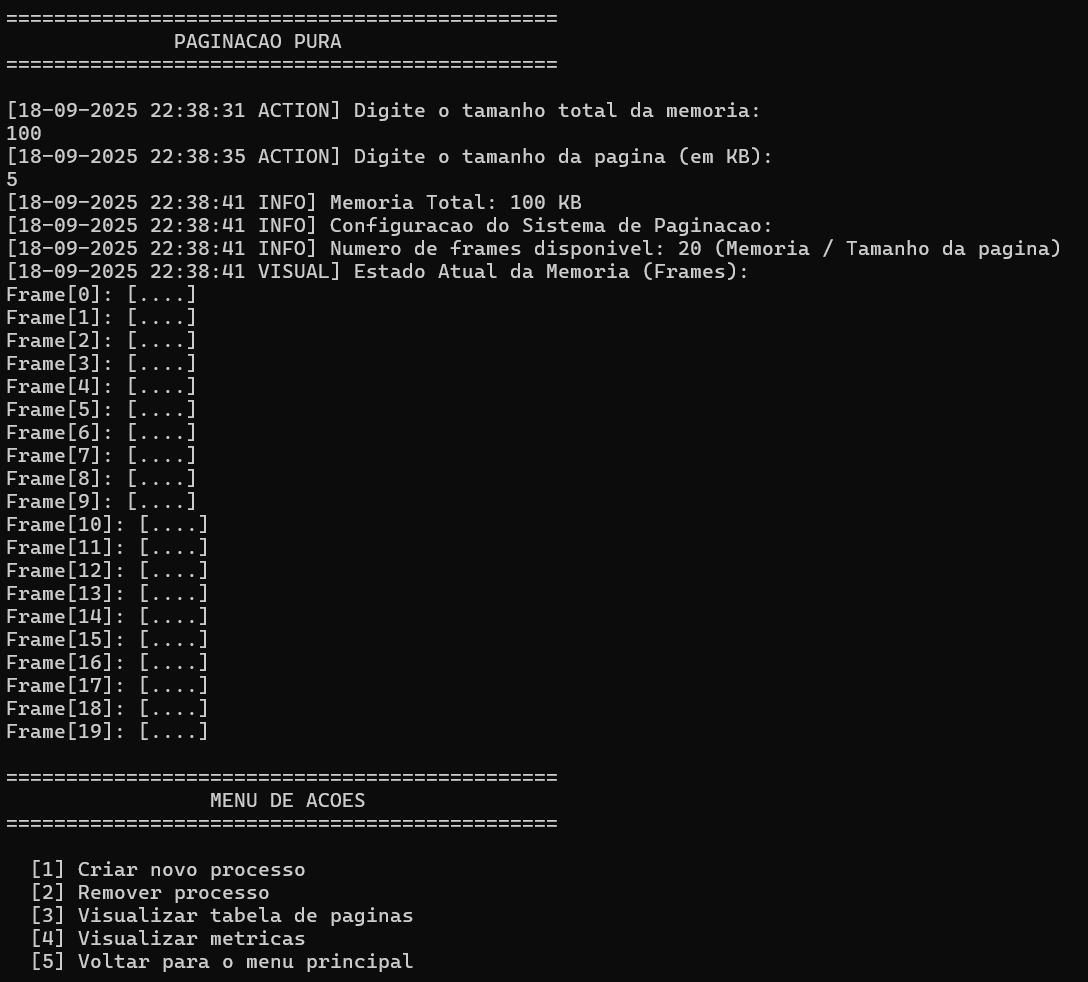 ==============================================
PAGINACAO PURA
==============================================
[18-09-2025 22:38:31 ACTION] Digite o tamanho total da memoria:
100
[18-09-2025 22:38:35 ACTION] Digite o tamanho da pagina (em KB):
5
[18-09-2025 22:38:41 INFO] Memoria Total: 100 KB
[18-09-2025 22:38:41 INFO] Configuracao do Sistema de Paginacao:
[18-09-2025 22:38:41 INFO] Numero de frames disponivel: 20 (Memoria / Tamanho da pagina)
[18-09-2025 22:38:41 VISUAL] Estado Atual da Memoria (Frames):
Frame[0]: [....]
Frame[1]: [....]
Frame[2]: [....]
Frame[3]: [....]
Frame[4]: [....]
Frame[5]: [....]
Frame[6]: [....]
Frame[7]: [....]
Frame[8]: [....]
Frame[9]: [....]
Frame[10]: [....]
Frame[11]: [....]
Frame[12]: [....]
Frame[13]: [....]
Frame[14]: [....]
Frame[15]: [....]
Frame[16]: [....]
Frame[17]: [....]
Frame[18]: [....]
Frame[19]: [....]
==============================================
MENU DE ACOES
==============================================
[1] Criar novo processo
[2] Remover processo
[3] Visualizar tabela de paginas
[4] Visualizar metricas
[5] Voltar para o menu principal